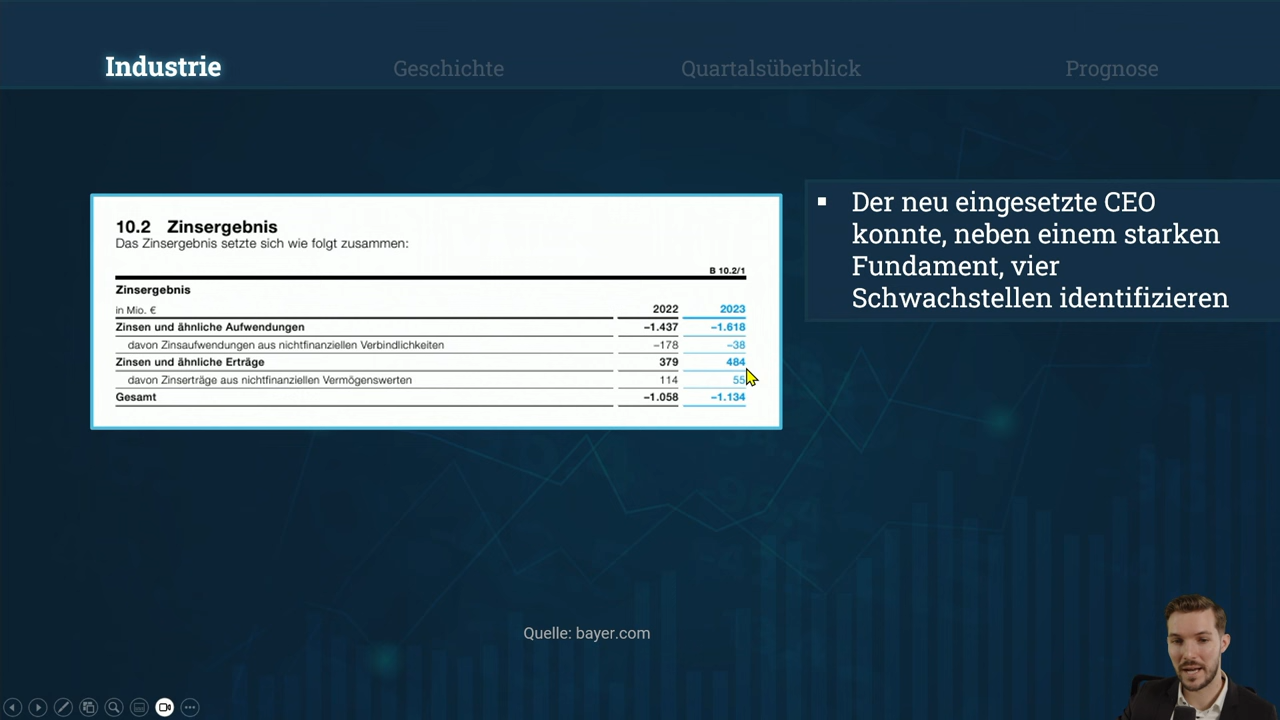 Industrie Geschichte Quartalsüberblick Prognose
10.2 Zinsergebnis
Das Zinsergebnis setzte sich wie folgt zusammen:
B 10.2/1
Zinsergebnis
in Mio. € 2022 2023
Zinsen und ähnliche Aufwendungen −1.437 −1.618
davon Zinsaufwendungen aus nichtfinanziellen Verbindlichkeiten −178 −38
Zinsen und ähnliche Erträge 379 484
davon Zinserträge aus nichtfinanziellen Vermögenswerten 114 55
Gesamt −1.058 −1.134
▪ Der neu eingesetzte CEO
konnte, neben einem starken
Fundament, vier
Schwachstellen identifizieren
Quelle: bayer.com